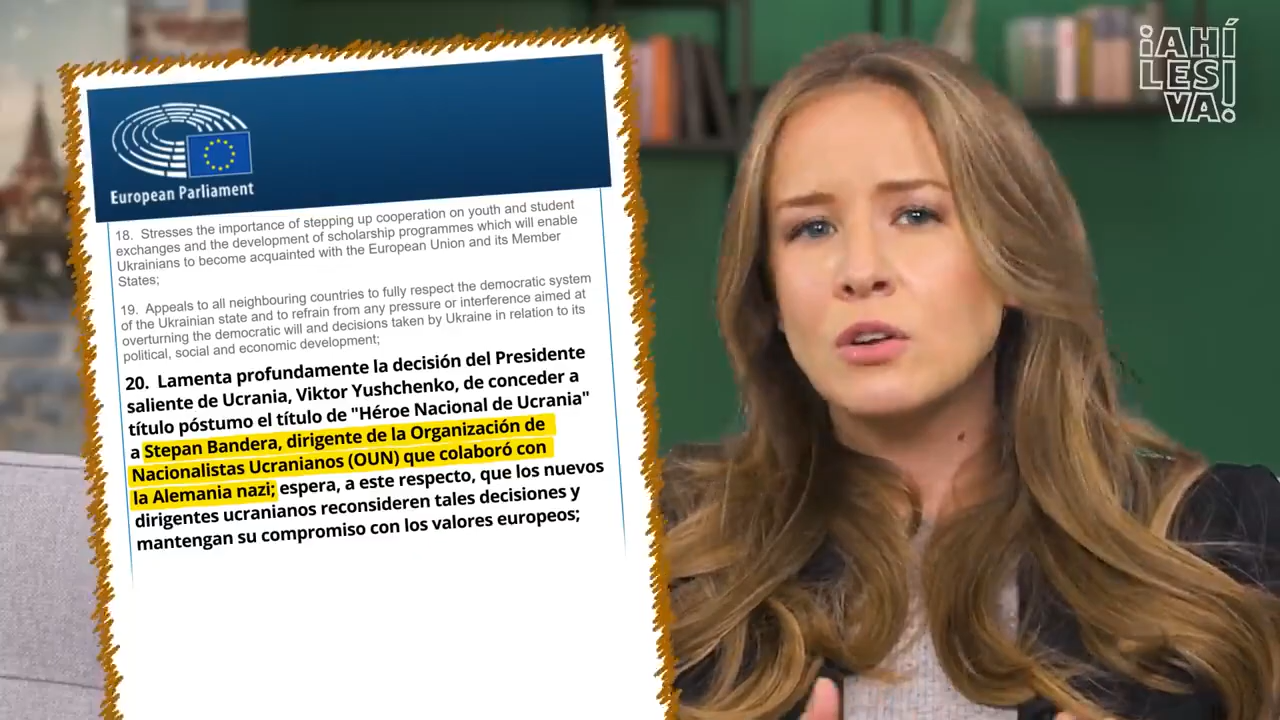 European Parliament
18. Stresses the importance of stepping up cooperation on youth and student
exchanges and the development of scholarship programmes which will enable
Ukrainians to become acquainted with the European Union and its Member
States;
19. Appeals to all neighbouring countries to fully respect the democratic system
of the Ukrainian state and to refrain from any pressure or interference aimed at
overturning the democratic will and decisions taken by Ukraine in relation to its
political, social and economic development;
20. Lamenta profundamente la decisión del Presidente
saliente de Ucrania, Viktor Yushchenko, de conceder a
título póstumo el título de "Héroe Nacional de Ucrania"
a Stepan Bandera, dirigente de la Organización de
Nacionalistas Ucranianos (OUN) que colaboró con
la Alemania nazi; espera, a este respecto, que los nuevos
dirigentes ucranianos reconsideren tales decisiones y
mantengan su compromiso con los valores europeos;
¡AHÍ
LES
VA!